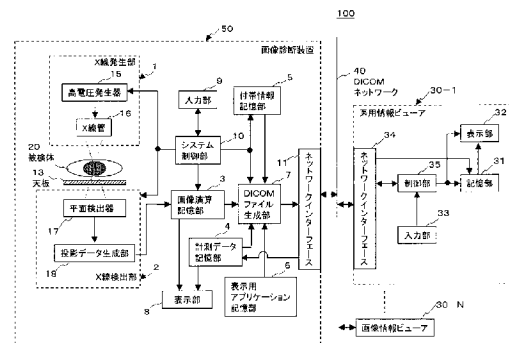 100
50
画像診断装置
X線発生部
1
15
高電圧発生器
16
X線管
20
被検体
13
天板
17
平面検出器
18
投影データ生成部
X線検出部
2
9
入力部
10
システム
制御部
5
付帯情報
記憶部
3
画像演算
記憶部
7
DICOM
ファイル
生成部
4
計測データ
記憶部
6
表示用
アプリケーション
記憶部
8
表示部
11
ネットワークインターフェース
40
DICOM
ネットワーク
30-1
医用情報ビューア
34
ネットワークインターフェース
35
制御部
32
表示部
31
記憶部
33
入力部
30 N
画像情報ビューア